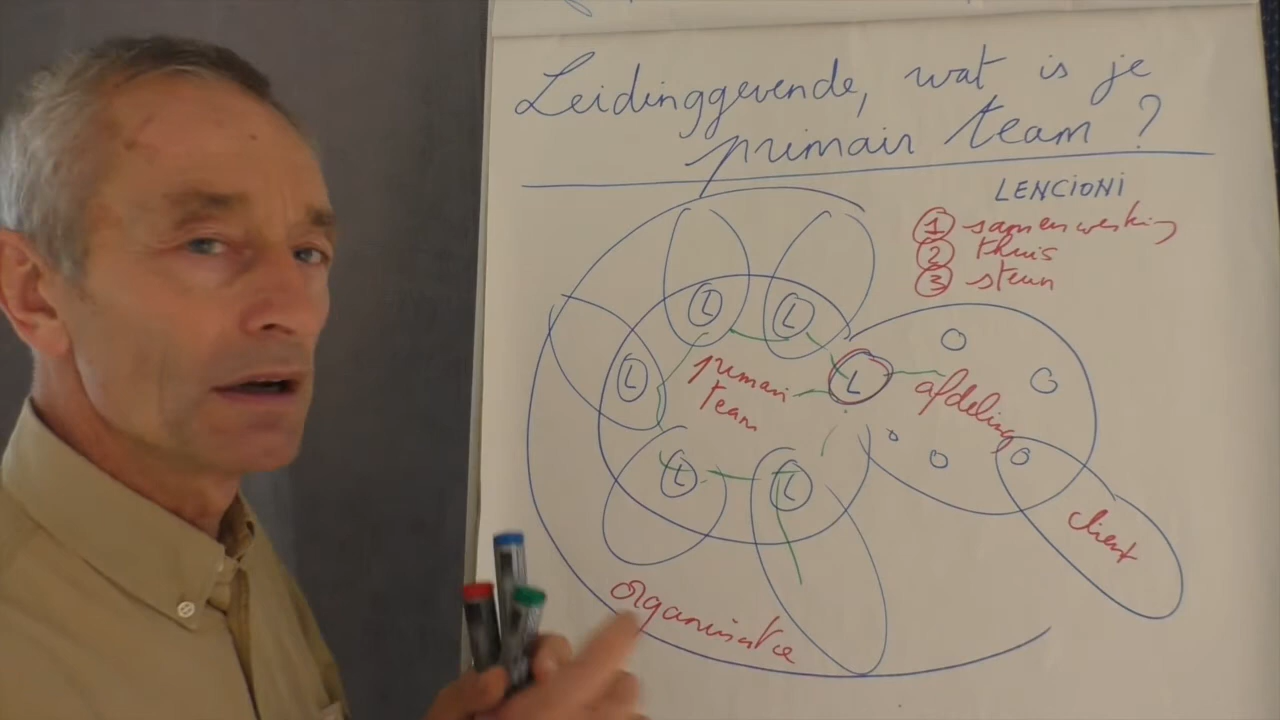 Leidinggevende, wat is je
primair team ?
LENCIONI
1 samenwerking
2 thuis
3 steun
L
L
L
L
primair
team
afdeling
L
L
client
organisatie